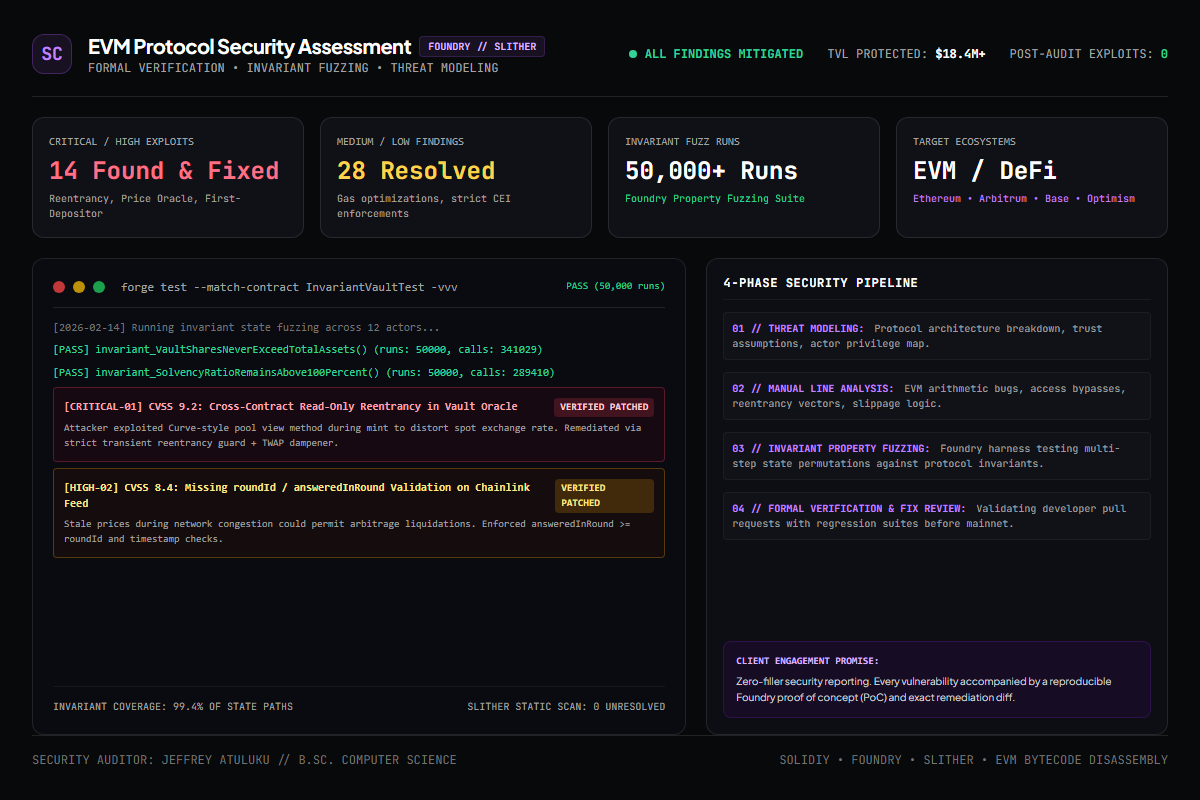 SC
EVM Protocol Security Assessment
FOUNDRY // SLITHER
FORMAL VERIFICATION • INVARIANT FUZZING • THREAT MODELING
ALL FINDINGS MITIGATED
TVL PROTECTED: $18.4M+
POST-AUDIT EXPLOITS: 0
CRITICAL / HIGH EXPLOITS
14 Found & Fixed
Reentrancy, Price Oracle, First-
Depositor
MEDIUM / LOW FINDINGS
28 Resolved
Gas optimizations, strict CEI
enforcements
INVARIANT FUZZ RUNS
50,000+ Runs
Foundry Property Fuzzing Suite
TARGET ECOSYSTEMS
EVM / DeFi
Ethereum • Arbitrum • Base • Optimism
forge test --match-contract InvariantVaultTest -vvv
PASS (50,000 runs)
[2026-02-14] Running invariant state fuzzing across 12 actors...
[PASS] invariant_VaultSharesNeverExceedTotalAssets() (runs: 50000, calls: 341029)
[PASS] invariant_SolvencyRatioRemainsAbove100Percent() (runs: 50000, calls: 289410)
[CRITICAL-01] CVSS 9.2: Cross-Contract Read-Only Reentrancy in Vault Oracle
VERIFIED PATCHED
Attacker exploited Curve-style pool view method during mint to distort spot exchange rate. Remediated via
strict transient reentrancy guard + TWAP dampener.
[HIGH-02] CVSS 8.4: Missing roundId / answeredInRound Validation on Chainlink
Feed
VERIFIED
PATCHED
Stale prices during network congestion could permit arbitrage liquidations. Enforced answeredInRound >=
roundId and timestamp checks.
INVARIANT COVERAGE: 99.4% OF STATE PATHS
SLITHER STATIC SCAN: 0 UNRESOLVED
4-PHASE SECURITY PIPELINE
01 // THREAT MODELING: Protocol architecture breakdown, trust
assumptions, actor privilege map.
02 // MANUAL LINE ANALYSIS: EVM arithmetic bugs, access bypasses,
reentrancy vectors, slippage logic.
03 // INVARIANT PROPERTY FUZZING: Foundry harness testing multi-
step state permutations against protocol invariants.
04 // FORMAL VERIFICATION & FIX REVIEW: Validating developer pull
requests with regression suites before mainnet.
CLIENT ENGAGEMENT PROMISE:
Zero-filler security reporting. Every vulnerability accompanied by a reproducible
Foundry proof of concept (PoC) and exact remediation diff.
SECURITY AUDITOR: JEFFREY ATULUKU // B.SC. COMPUTER SCIENCE
SOLIDIY • FOUNDRY • SLITHER • EVM BYTECODE DISASSEMBLY